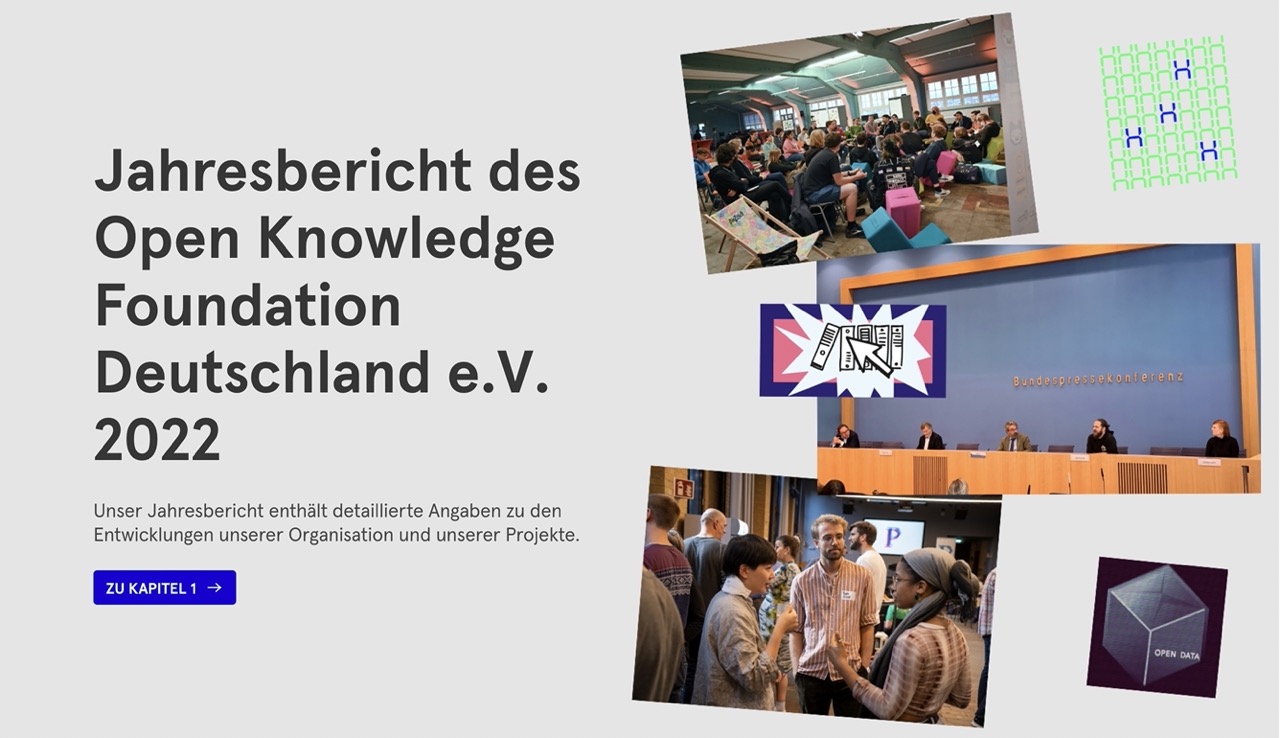 Jahresbericht des
Open Knowledge
Foundation
Deutschland e.V.
2022
Unser Jahresbericht enthält detaillierte Angaben zu den
Entwicklungen unserer Organisation und unserer Projekte.
ZU KAPITEL 1 →
Bundespressekonferenz
P
OPEN DATA